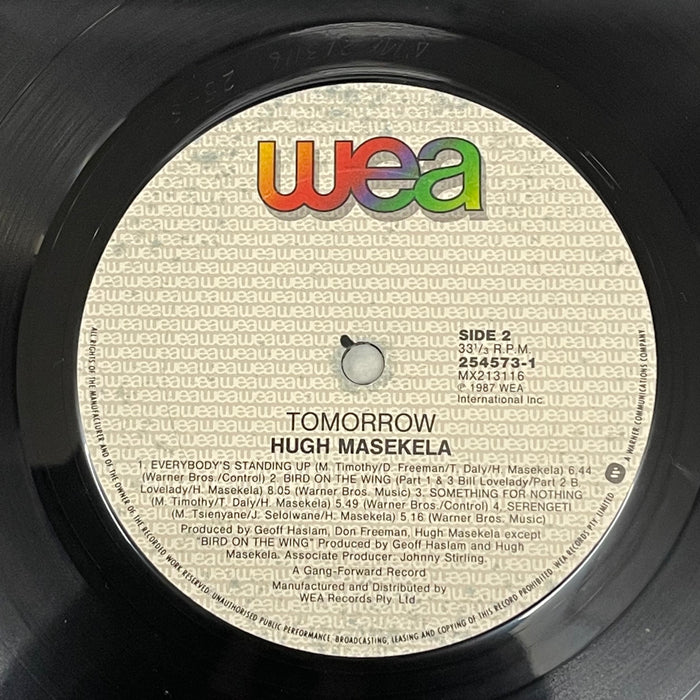 wea
SIDE 2
33 1/3 R.P.M.
254573-1
MX213116
℗ 1987 WEA
International Inc
TOMORROW
HUGH MASEKELA
1. EVERYBODY'S STANDING UP (M. Timothy/D. Freeman/T. Daly/H. Masekela) 6.44
(Warner Bros /Control) 2. BIRD ON THE WING (Part 1 & 3 Bill Lovelady/Part 2 B
Lovelady/H. Masekela) 8.05 (Warner Bros. Music) 3. SOMETHING FOR NOTHING
(M. Timothy/T. Daly/H. Masekela) 5.49 (Warner Bros./Control) 4. SERENGETI
(M. Tsienyane/J. Selolwane/H. Masekela) 5 16 (Warner Bros. Music)
Produced by Geoff Haslam, Don Freeman, Hugh Masekela except
"BIRD ON THE WING" Produced by Geoff Haslam and Hugh
Masekela. Associate Producer: Johnny Stirling.
A Gang-Forward Record
Manufactured and Distributed by
WEA Records Pty. Ltd
ALL RIGHTS OF THE MANUFACTURER AND OF THE OWNER OF THE RECORDED WORK RESERVED. UNAUTHORISED PUBLIC PERFORMANCE, BROADCASTING, LEASING AND COPYING OF THIS RECORD PROHIBITED. WEA RECORDS PTY. LIMITED
A WARNER COMMUNICATIONS COMPANY